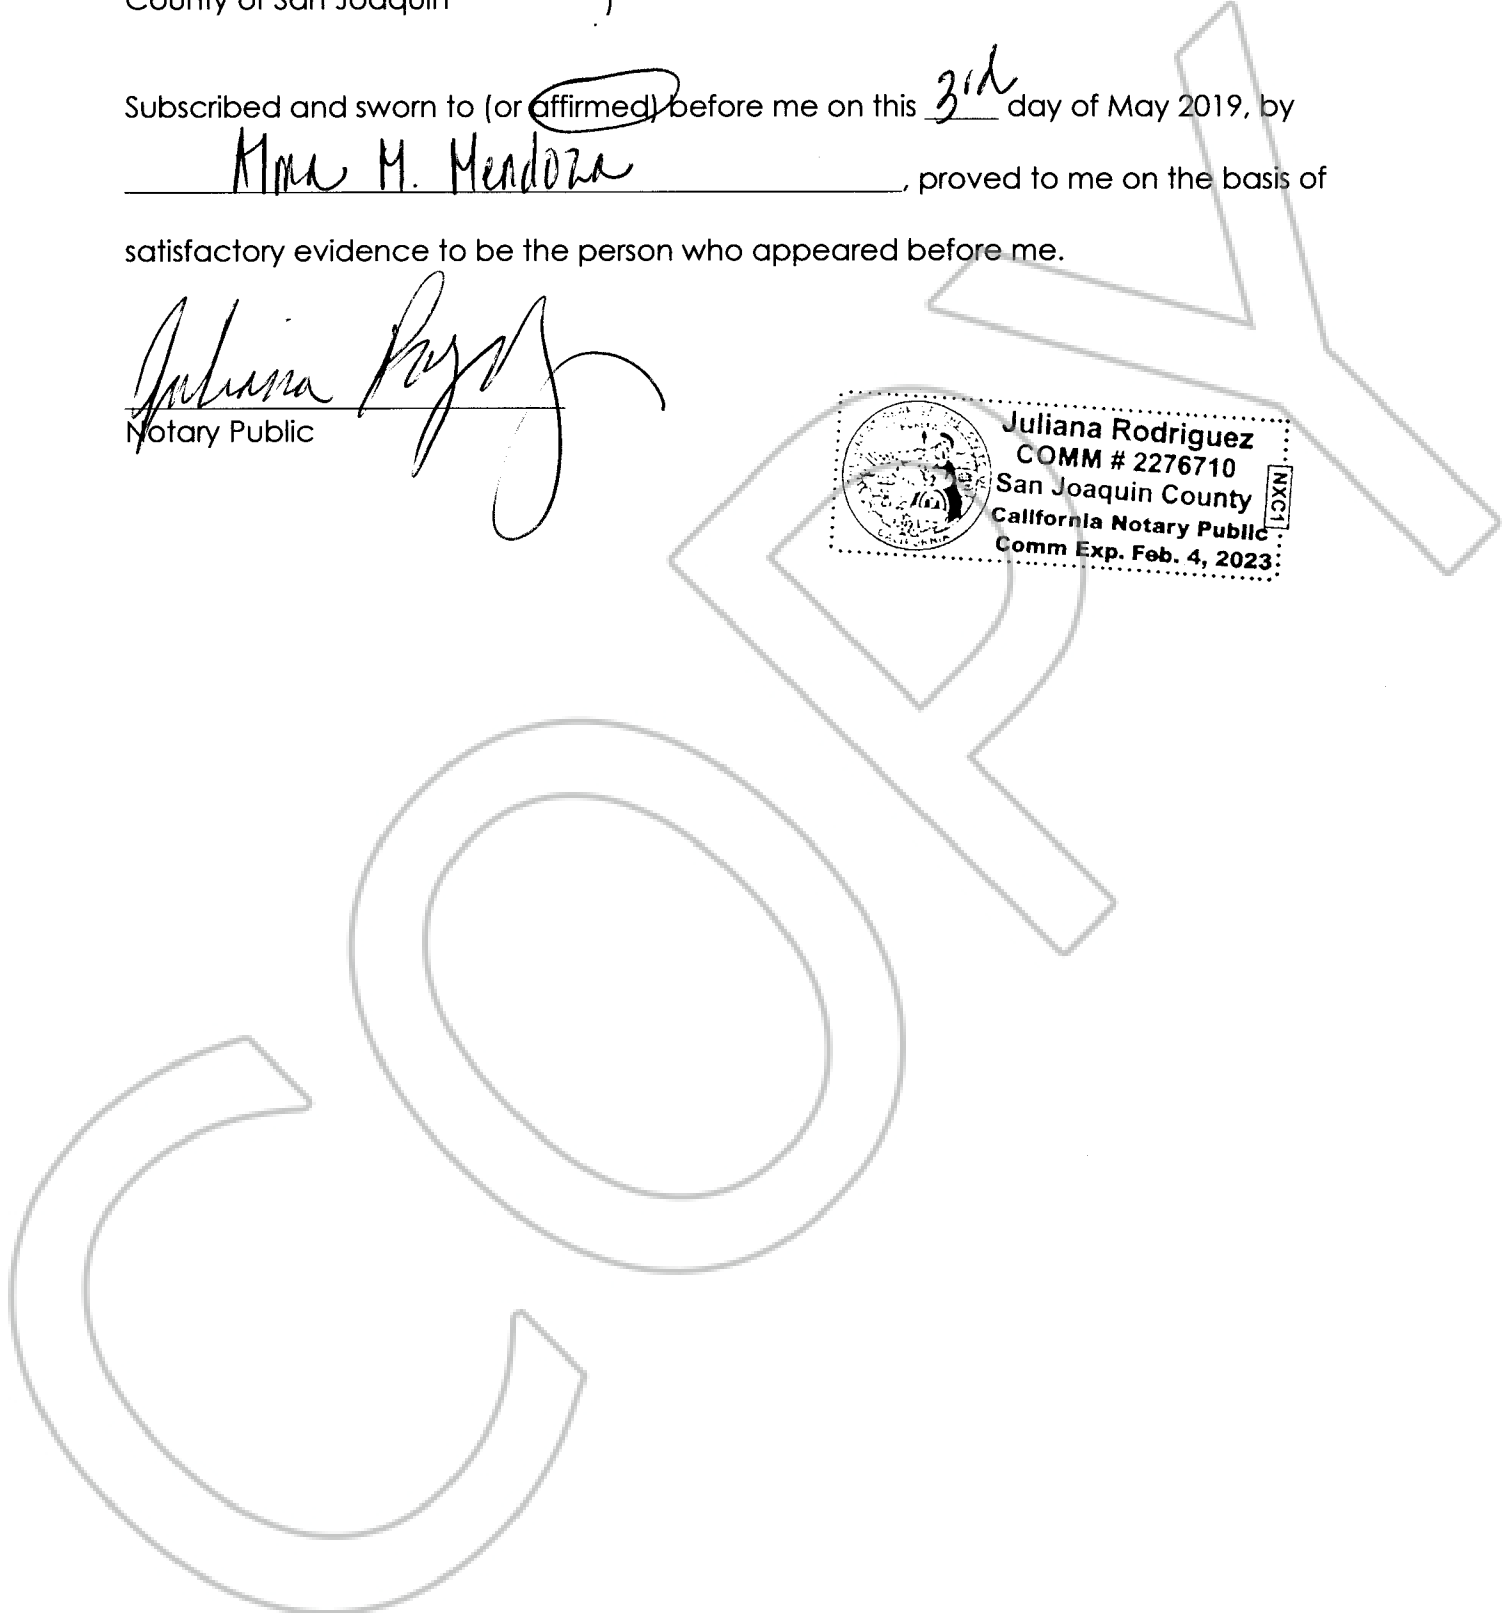 County of San Joaquin )
Subscribed and sworn to (or affirmed) before me on this 3rd day of May 2019, by
Alma M. Mendoza, proved to me on the basis of
satisfactory evidence to be the person who appeared before me.
Juliana
Notary Public
Juliana Rodriguez
COMM # 2276710
San Joaquin County
California Notary Public
Comm Exp. Feb. 4, 2023
NXC1
CALIFORNIA
COPY